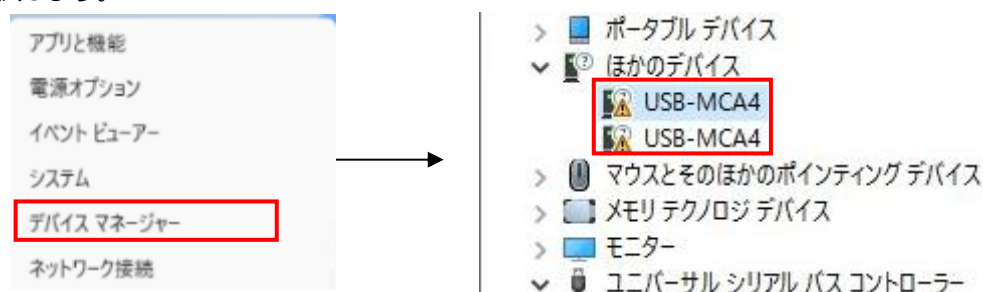 アプリと機能
電源オプション
イベント ビューアー
システム
デバイス マネージャー
ネットワーク接続
ポータブル デバイス
ほかのデバイス
USB-MCA4
USB-MCA4
マウスとそのほかのポインティング デバイス
メモリ テクノロジ デバイス
モニター
ユニバーサル シリアル バス コントローラー